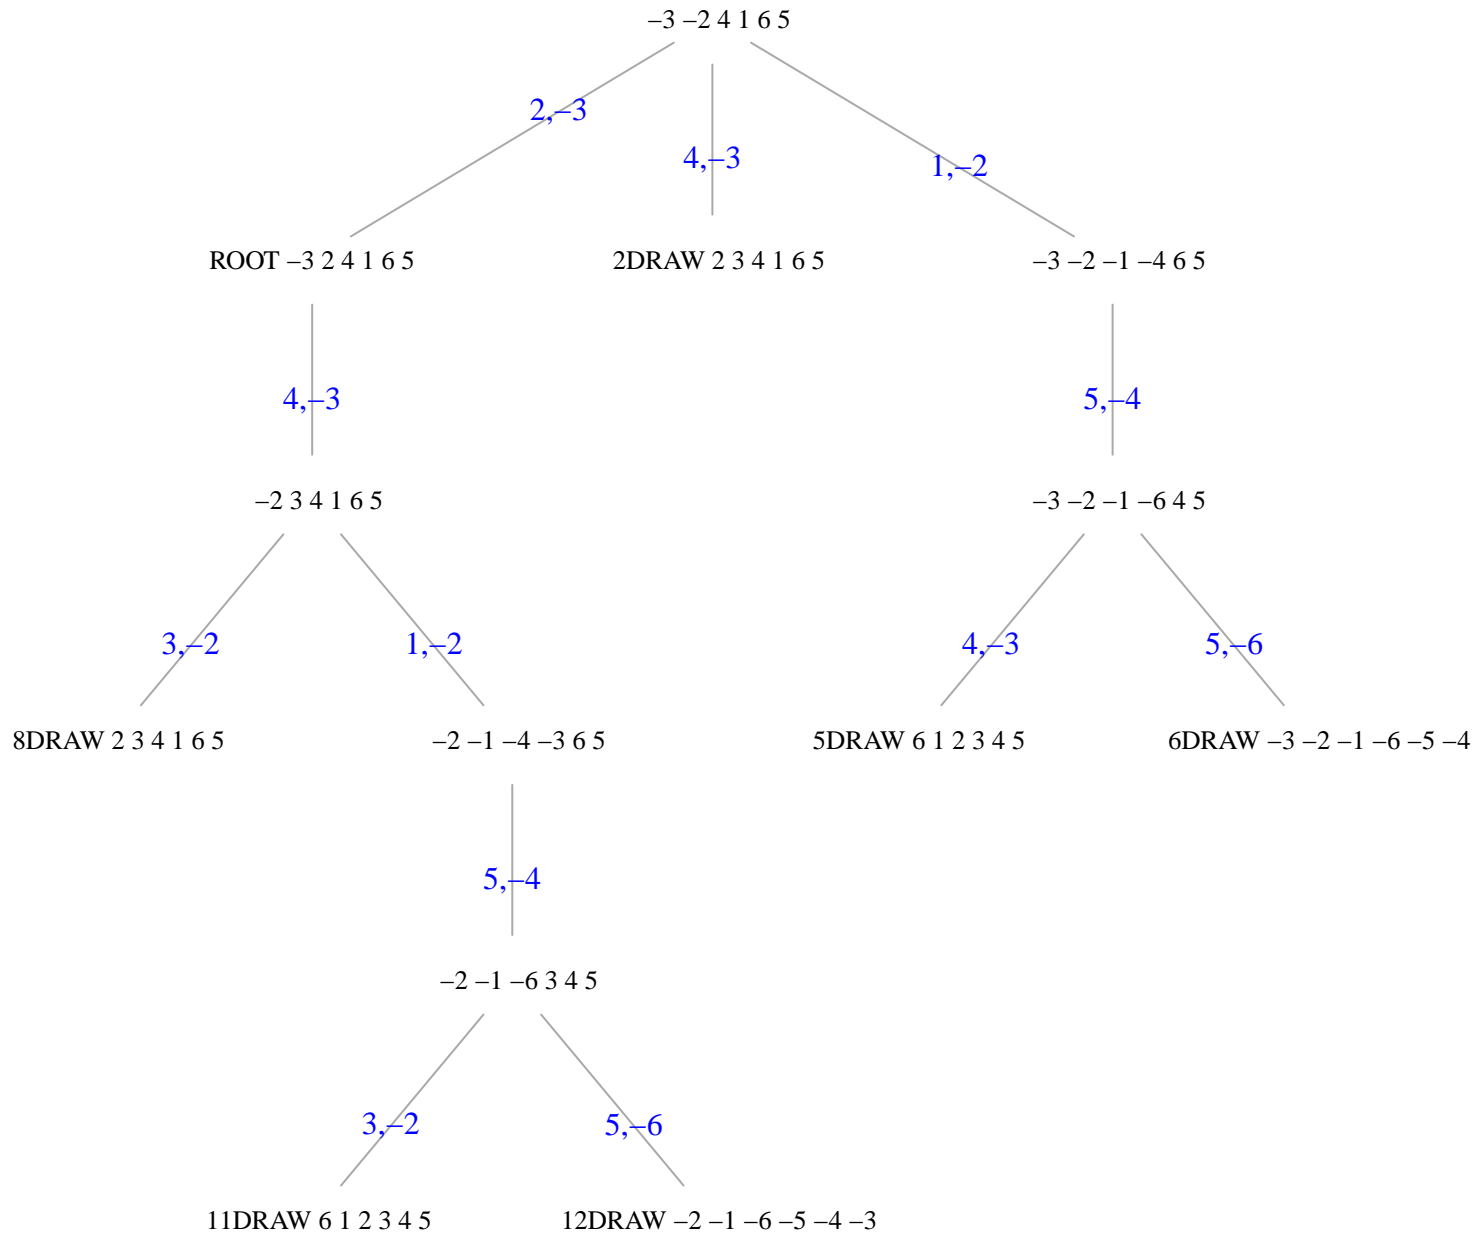 –3 –2 4 1 6 5
2,–3
4,–3
1,–2
ROOT –3 2 4 1 6 5
2DRAW 2 3 4 1 6 5
–3 –2 –1 –4 6 5
4,–3
5,–4
–2 3 4 1 6 5
–3 –2 –1 –6 4 5
3,–2
1,–2
4,–3
5,–6
8DRAW 2 3 4 1 6 5
–2 –1 –4 –3 6 5
5DRAW 6 1 2 3 4 5
6DRAW –3 –2 –1 –6 –5 –4
5,–4
–2 –1 –6 3 4 5
3,–2
5,–6
11DRAW 6 1 2 3 4 5
12DRAW –2 –1 –6 –5 –4 –3